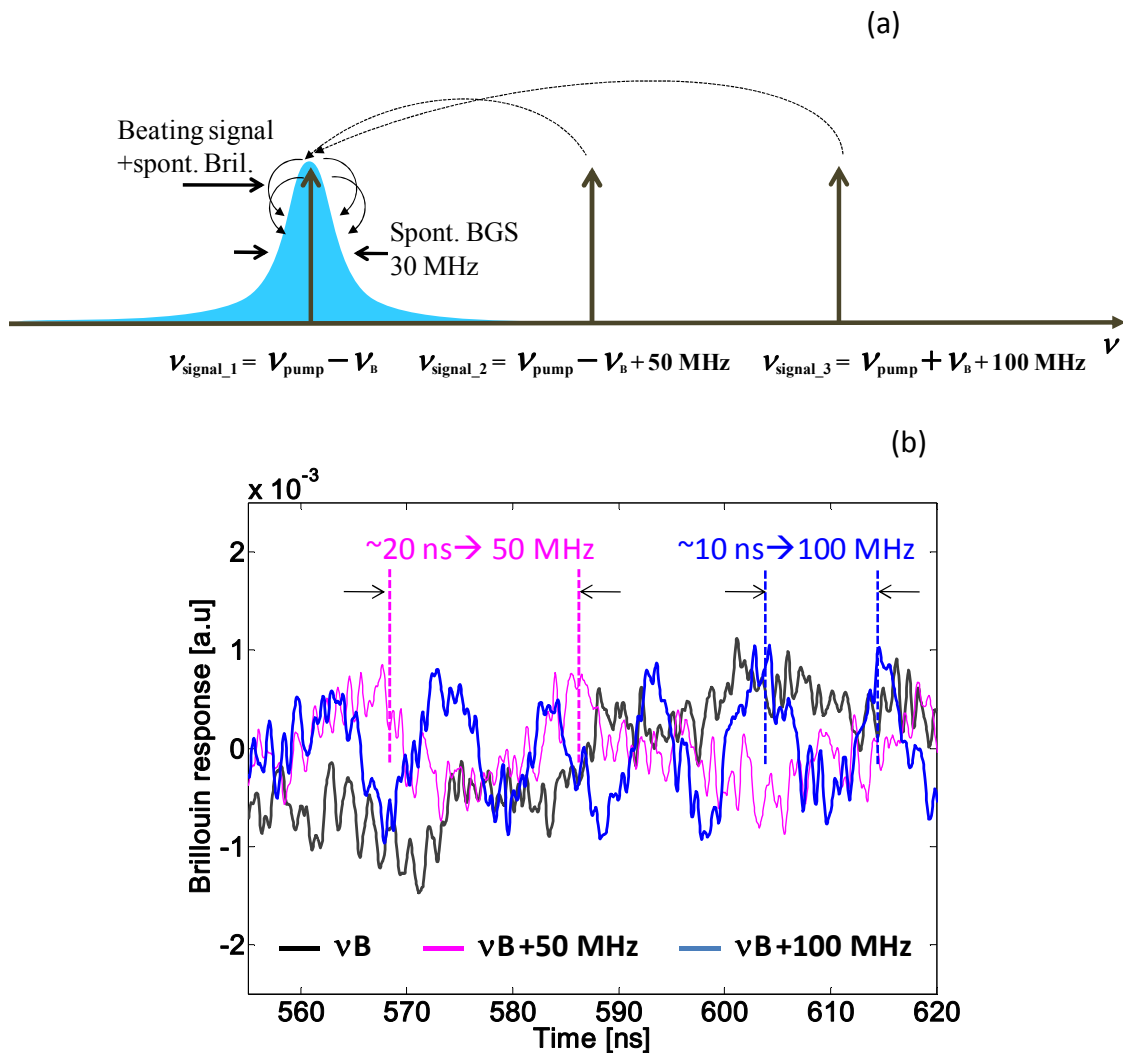 (a)
Beating signal
+spont. Bril.
Spont. BGS
30 MHz
ν
νsignal_1 = νpump − νB νsignal_2 = νpump − νB + 50 MHz νsignal_3 = νpump + νB + 100 MHz
(b)
x 10⁻³
2
~20 ns→ 50 MHz ~10 ns→100 MHz
1
0
-1
-2
Brillouin response [a.u]
νB νB+50 MHz νB+100 MHz
560 570 580 590 600 610 620
Time [ns]